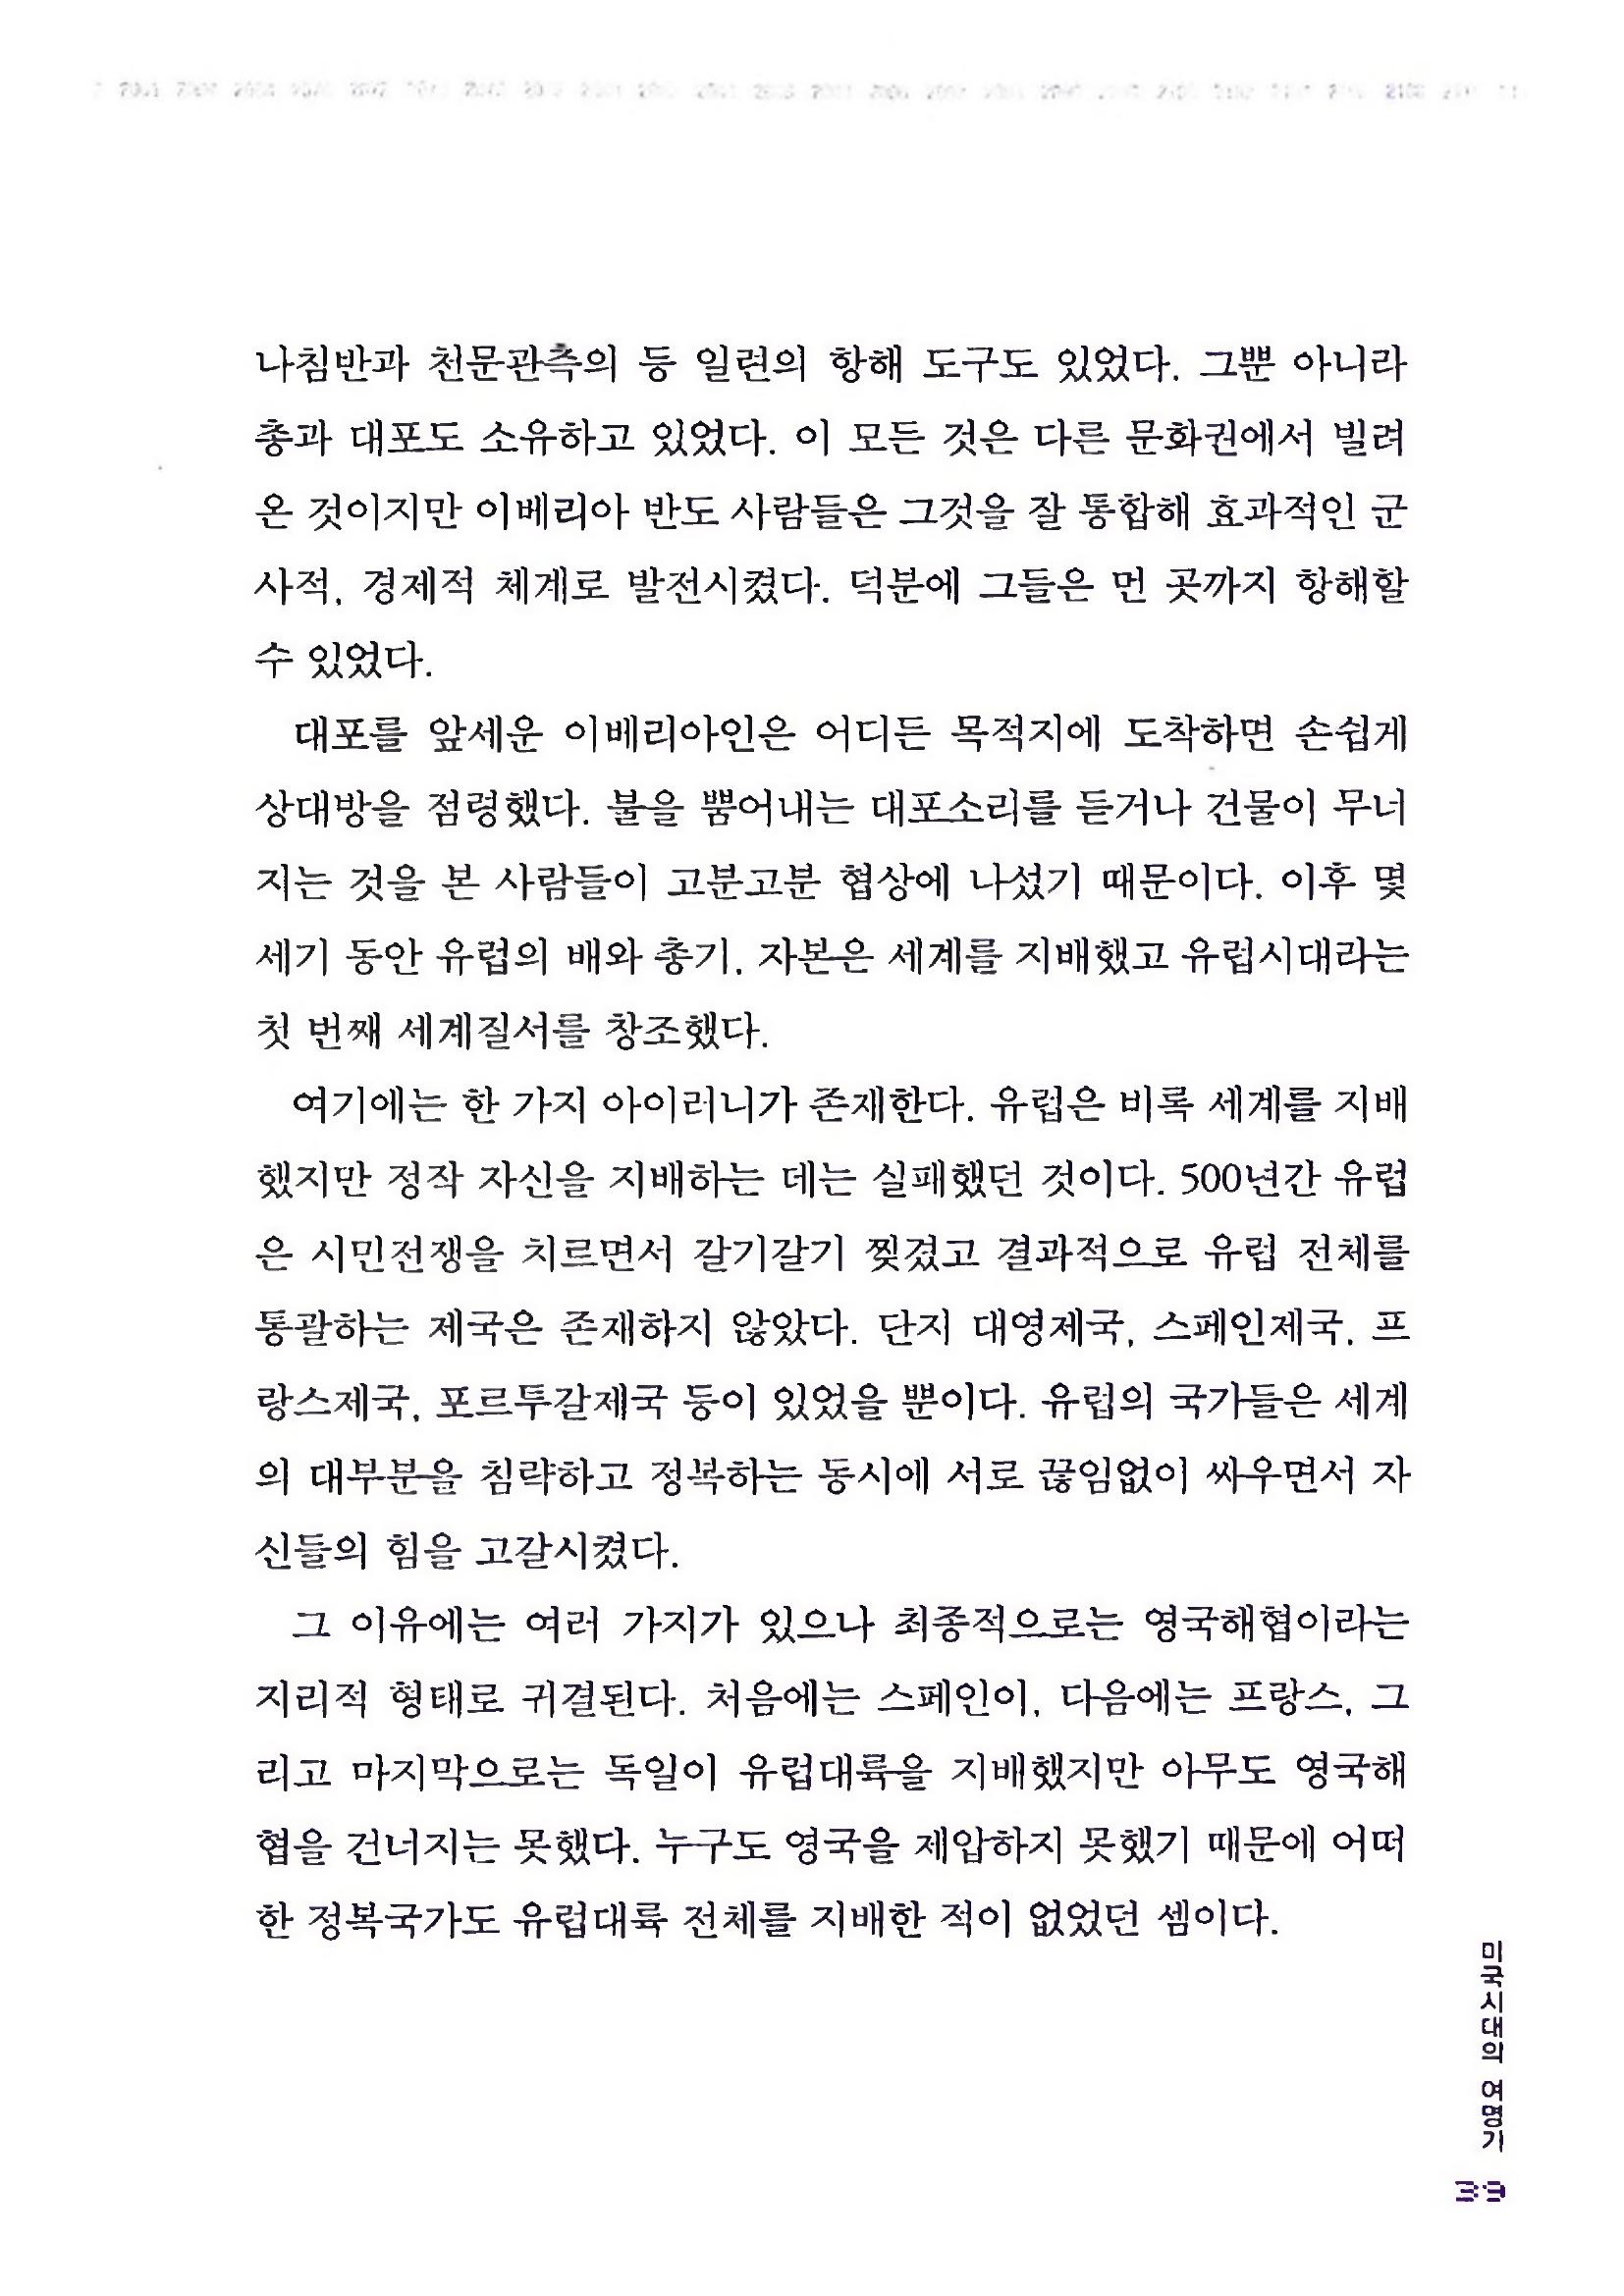 나침반과 천문관측의 등 일련의 항해 도구도 있었다. 그뿐 아니라
총과 대포도 소유하고 있었다. 이 모든 것은 다른 문화권에서 빌려
온 것이지만 이베리아 반도 사람들은 그것을 잘 통합해 효과적인 군
사적, 경제적 체계로 발전시켰다. 덕분에 그들은 먼 곳까지 항해할
수 있었다.
대포를 앞세운 이베리아인은 어디든 목적지에 도착하면 손쉽게
상대방을 점령했다. 불을 뿜어내는 대포소리를 듣거나 건물이 무너
지는 것을 본 사람들이 고분고분 협상에 나섰기 때문이다. 이후 몇
세기 동안 유럽의 배와 총기, 자본은 세계를 지배했고 유럽시대라는
첫 번째 세계질서를 창조했다.
여기에는 한 가지 아이러니가 존재한다. 유럽은 비록 세계를 지배
했지만 정작 자신을 지배하는 데는 실패했던 것이다. 500년간 유럽
은 시민전쟁을 치르면서 갈기갈기 찢겼고 결과적으로 유럽 전체를
통괄하는 제국은 존재하지 않았다. 단지 대영제국, 스페인제국, 프
랑스제국, 포르투갈제국 등이 있었을 뿐이다. 유럽의 국가들은 세계
의 대부분을 침략하고 정복하는 동시에 서로 끊임없이 싸우면서 자
신들의 힘을 고갈시켰다.
그 이유에는 여러 가지가 있으나 최종적으로는 영국해협이라는
지리적 형태로 귀결된다. 처음에는 스페인이, 다음에는 프랑스, 그
리고 마지막으로는 독일이 유럽대륙을 지배했지만 아무도 영국해
협을 건너지는 못했다. 누구도 영국을 제압하지 못했기 때문에 어떠
한 정복국가도 유럽대륙 전체를 지배한 적이 없었던 셈이다.
미국시대의 여명기
39